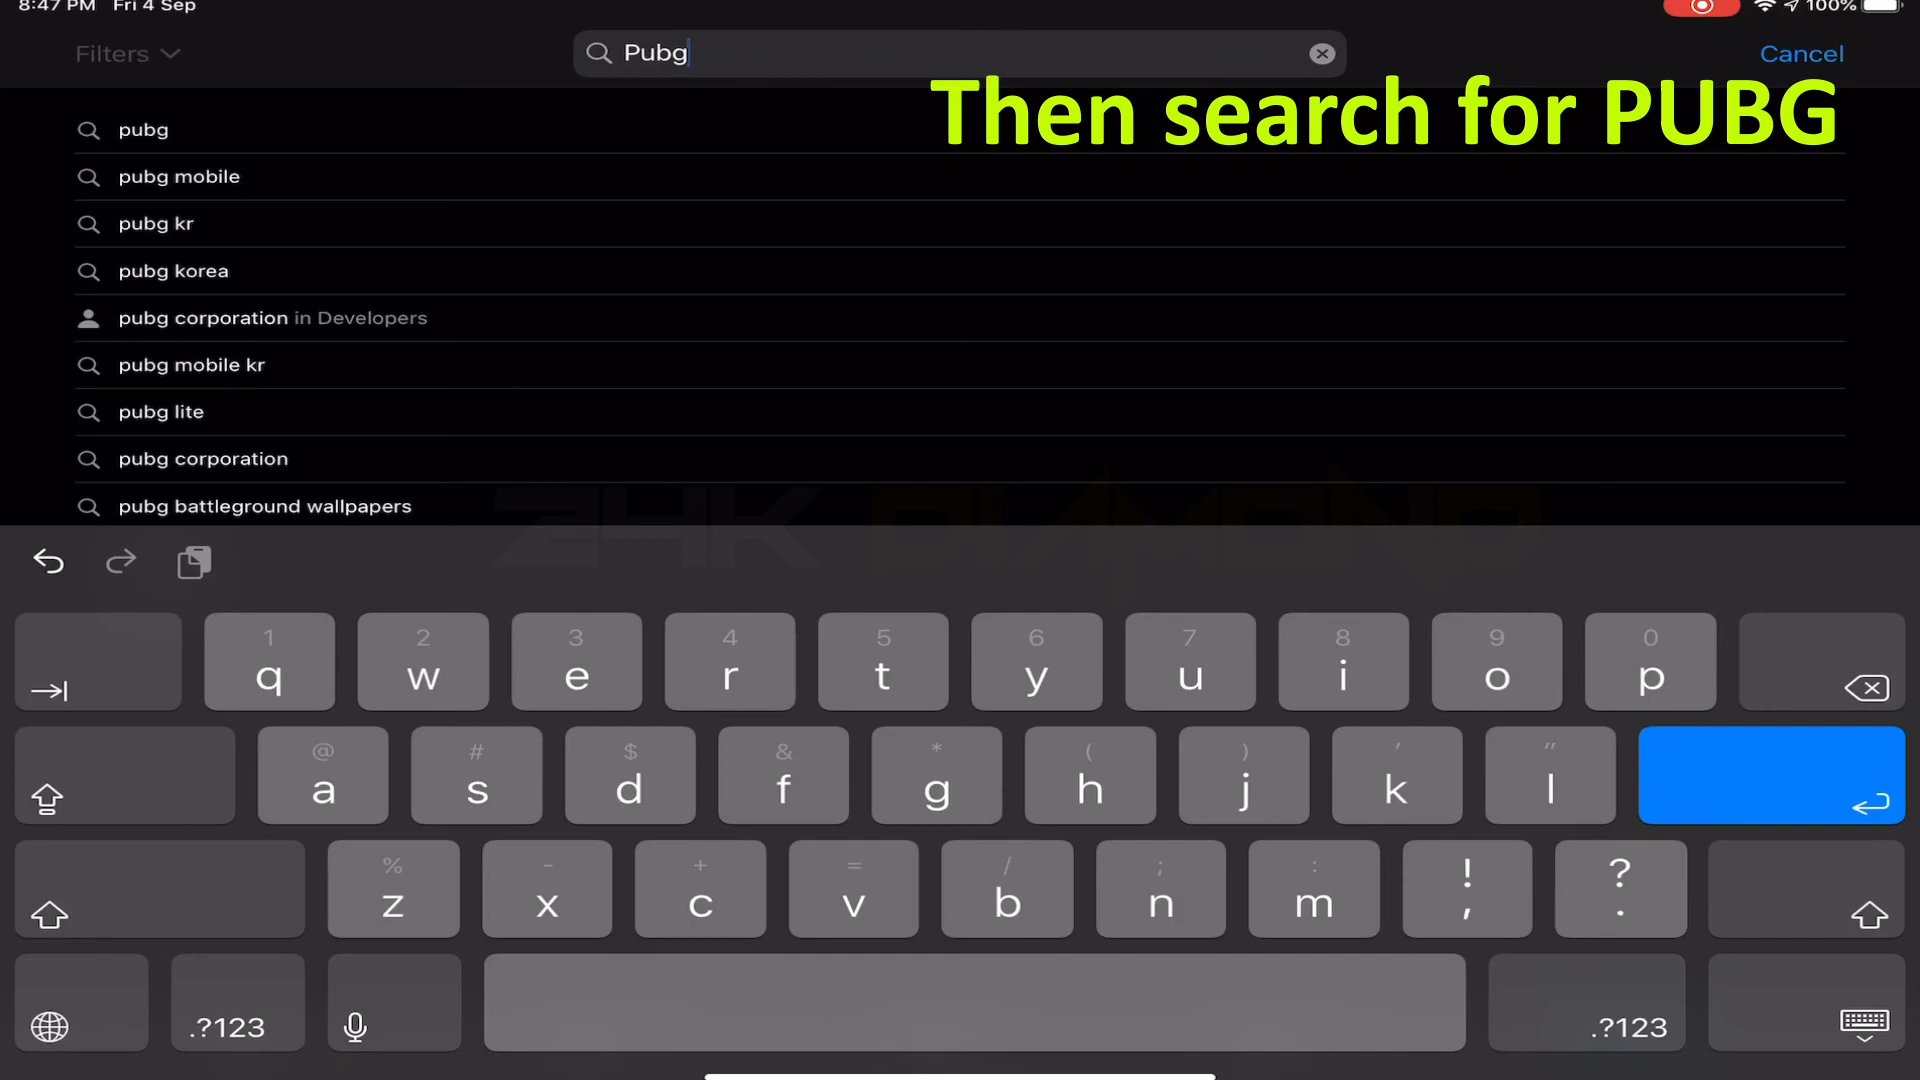 8:47 PM Fri 4 Sep 100%
Filters Pubg Cancel
Then search for PUBG
pubg
pubg mobile
pubg kr
pubg korea
pubg corporation in Developers
pubg mobile kr
pubg lite
pubg corporation
pubg battleground wallpapers
ZHK DIAMOND
1 2 3 4 5 6 7 8 9 0
q w e r t y u i o p
@ # $ & * ( ) ' "
a s d f g h j k l
% - + = / ; : ! ?
z x c v b n m , .
.?123 .?123